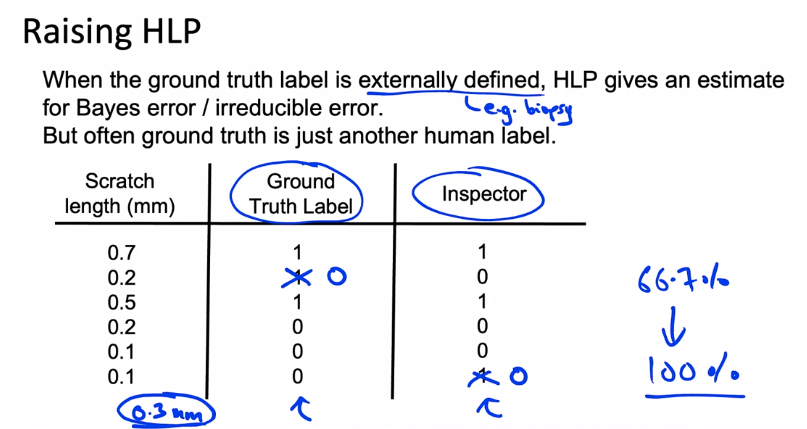 Raising HLP
When the ground truth label is externally defined, HLP gives an estimate
for Bayes error / irreducible error.
e.g. biopsy
But often ground truth is just another human label.
Scratch length (mm) Ground Truth Label Inspector
0.7 1 1
0.2 1 0 0
0.5 1 1
0.2 0 0
0.1 0 0
0.1 0 1 0
0.3 mm
66.7%
100%